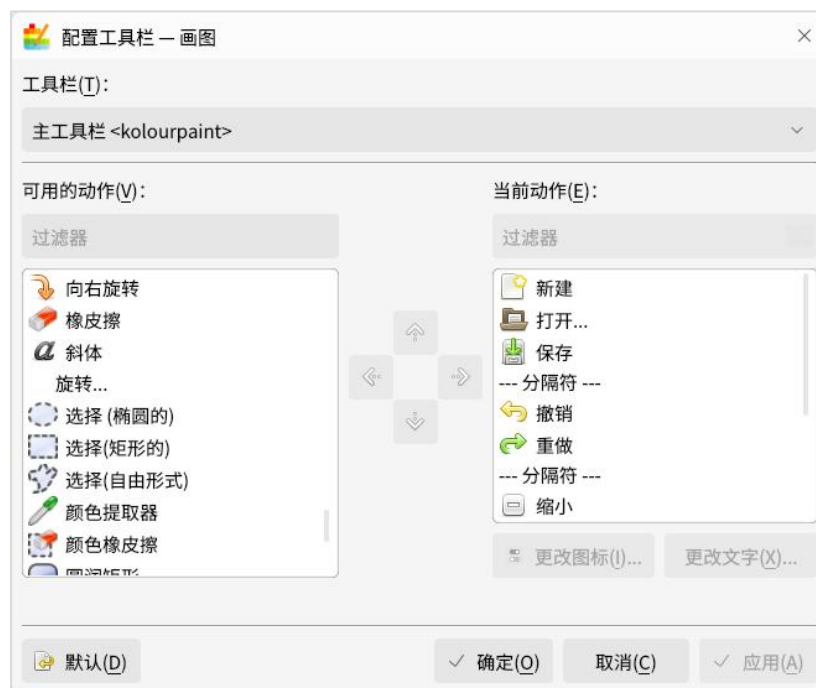 配置工具栏 — 画图
工具栏(T)：
主工具栏 <kolourpaint>
可用的动作(V)：
过滤器
向右旋转
橡皮擦
斜体
旋转...
选择 (椭圆的)
选择(矩形的)
选择(自由形式)
颜色提取器
颜色橡皮擦
圆润矩形
当前动作(E)：
过滤器
新建
打开...
保存
--- 分隔符 ---
撤销
重做
--- 分隔符 ---
缩小
更改图标(I)...
更改文字(X)...
默认(D)
确定(O)
取消(C)
应用(A)